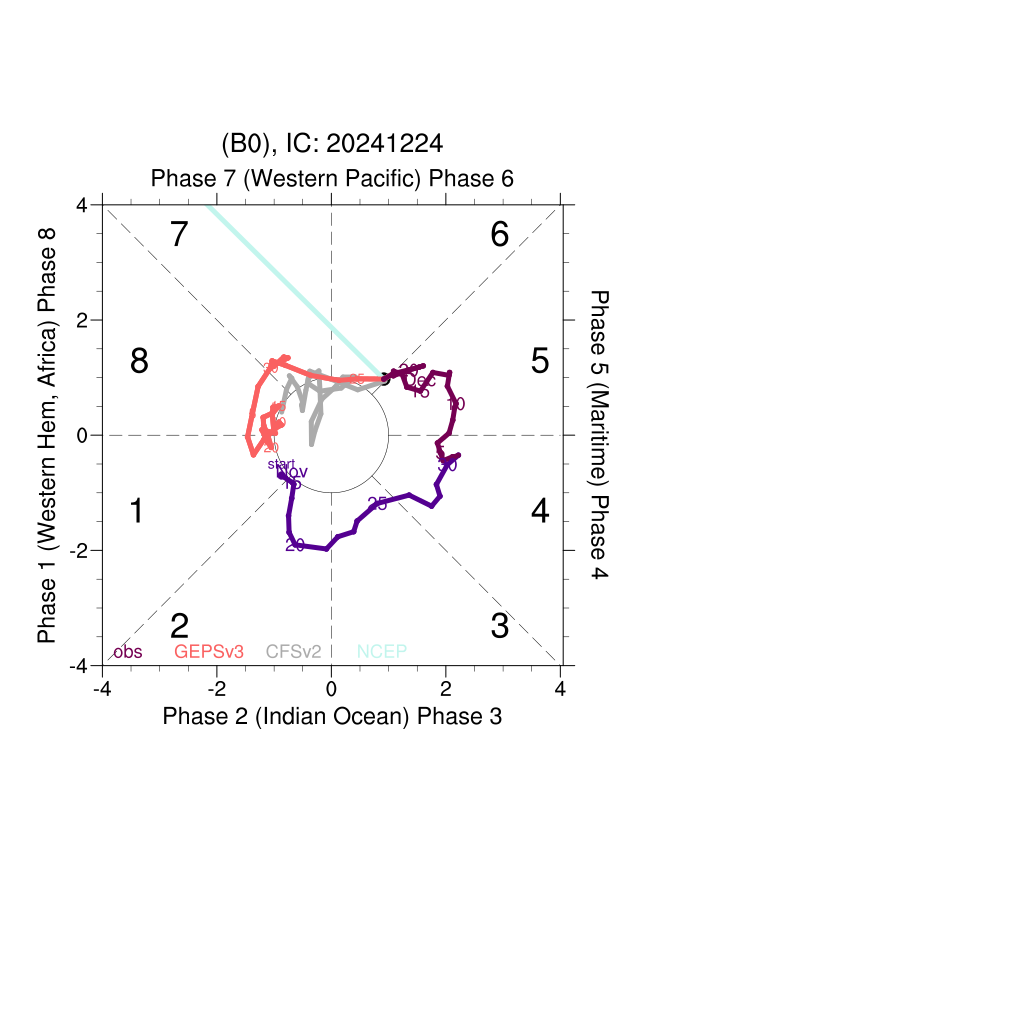 (B0), IC: 20241224
Phase 7 (Western Pacific) Phase 6
4
7
6
Phase 1 (Western Hem, Africa) Phase 8
Phase 5 (Maritime) Phase 4
2
8
5
Dec
15
10
0
5
30
20
start
Nov
15
25
1
4
-2
20
2
3
obs
GEPSv3
CFSv2
NCEP
-4
-4
-2
0
2
4
Phase 2 (Indian Ocean) Phase 3